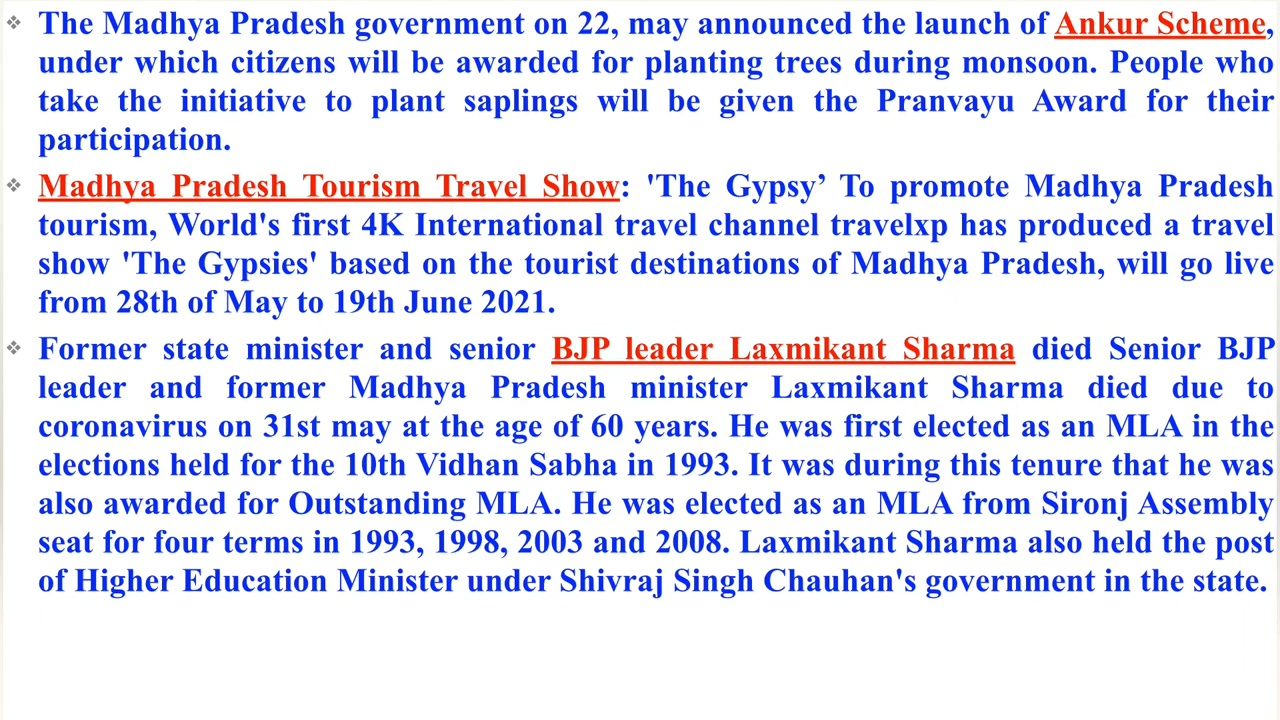 ❖ The Madhya Pradesh government on 22, may announced the launch of Ankur Scheme,
under which citizens will be awarded for planting trees during monsoon. People who
take the initiative to plant saplings will be given the Pranvayu Award for their
participation.
❖ Madhya Pradesh Tourism Travel Show: 'The Gypsy’ To promote Madhya Pradesh
tourism, World's first 4K International travel channel travelxp has produced a travel
show 'The Gypsies' based on the tourist destinations of Madhya Pradesh, will go live
from 28th of May to 19th June 2021.
❖ Former state minister and senior BJP leader Laxmikant Sharma died Senior BJP
leader and former Madhya Pradesh minister Laxmikant Sharma died due to
coronavirus on 31st may at the age of 60 years. He was first elected as an MLA in the
elections held for the 10th Vidhan Sabha in 1993. It was during this tenure that he was
also awarded for Outstanding MLA. He was elected as an MLA from Sironj Assembly
seat for four terms in 1993, 1998, 2003 and 2008. Laxmikant Sharma also held the post
of Higher Education Minister under Shivraj Singh Chauhan's government in the state.